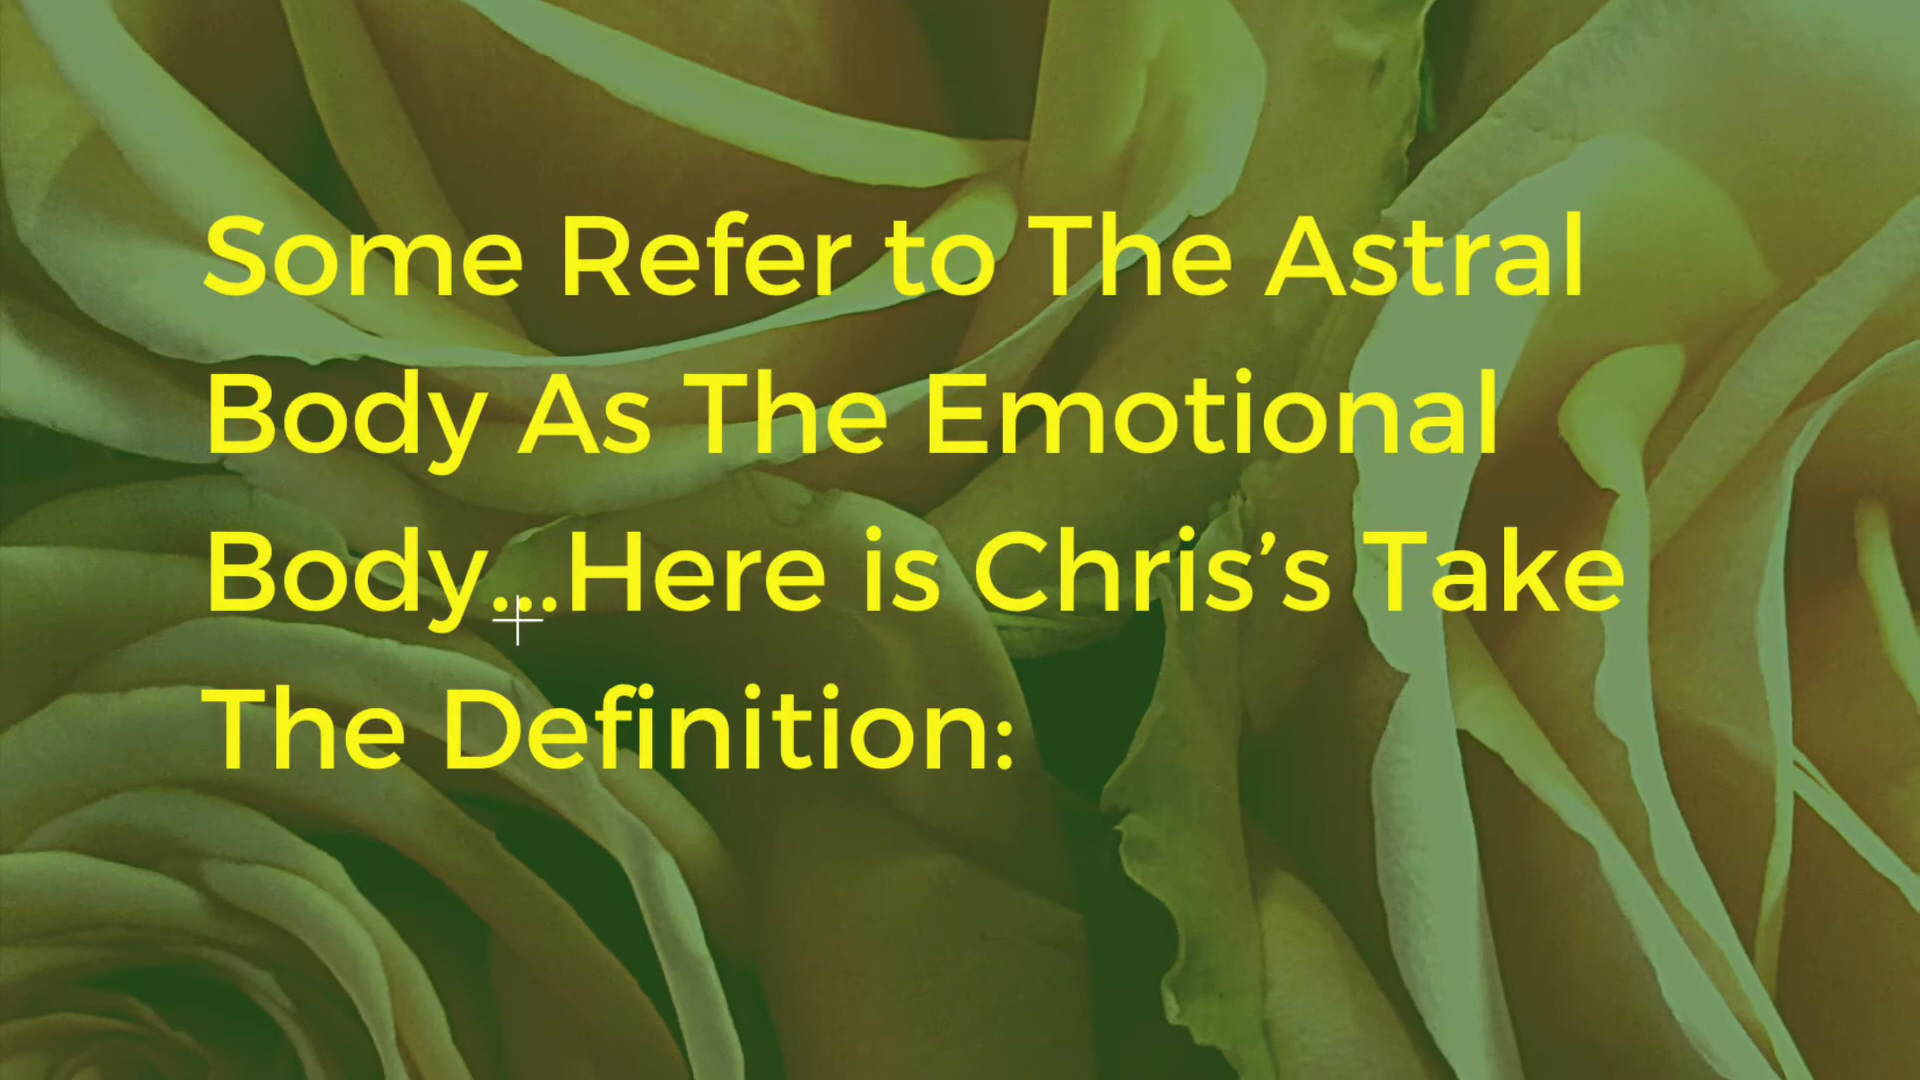 Some Refer to The Astral
Body As The Emotional
Body...Here is Chris’s Take
The Definition: